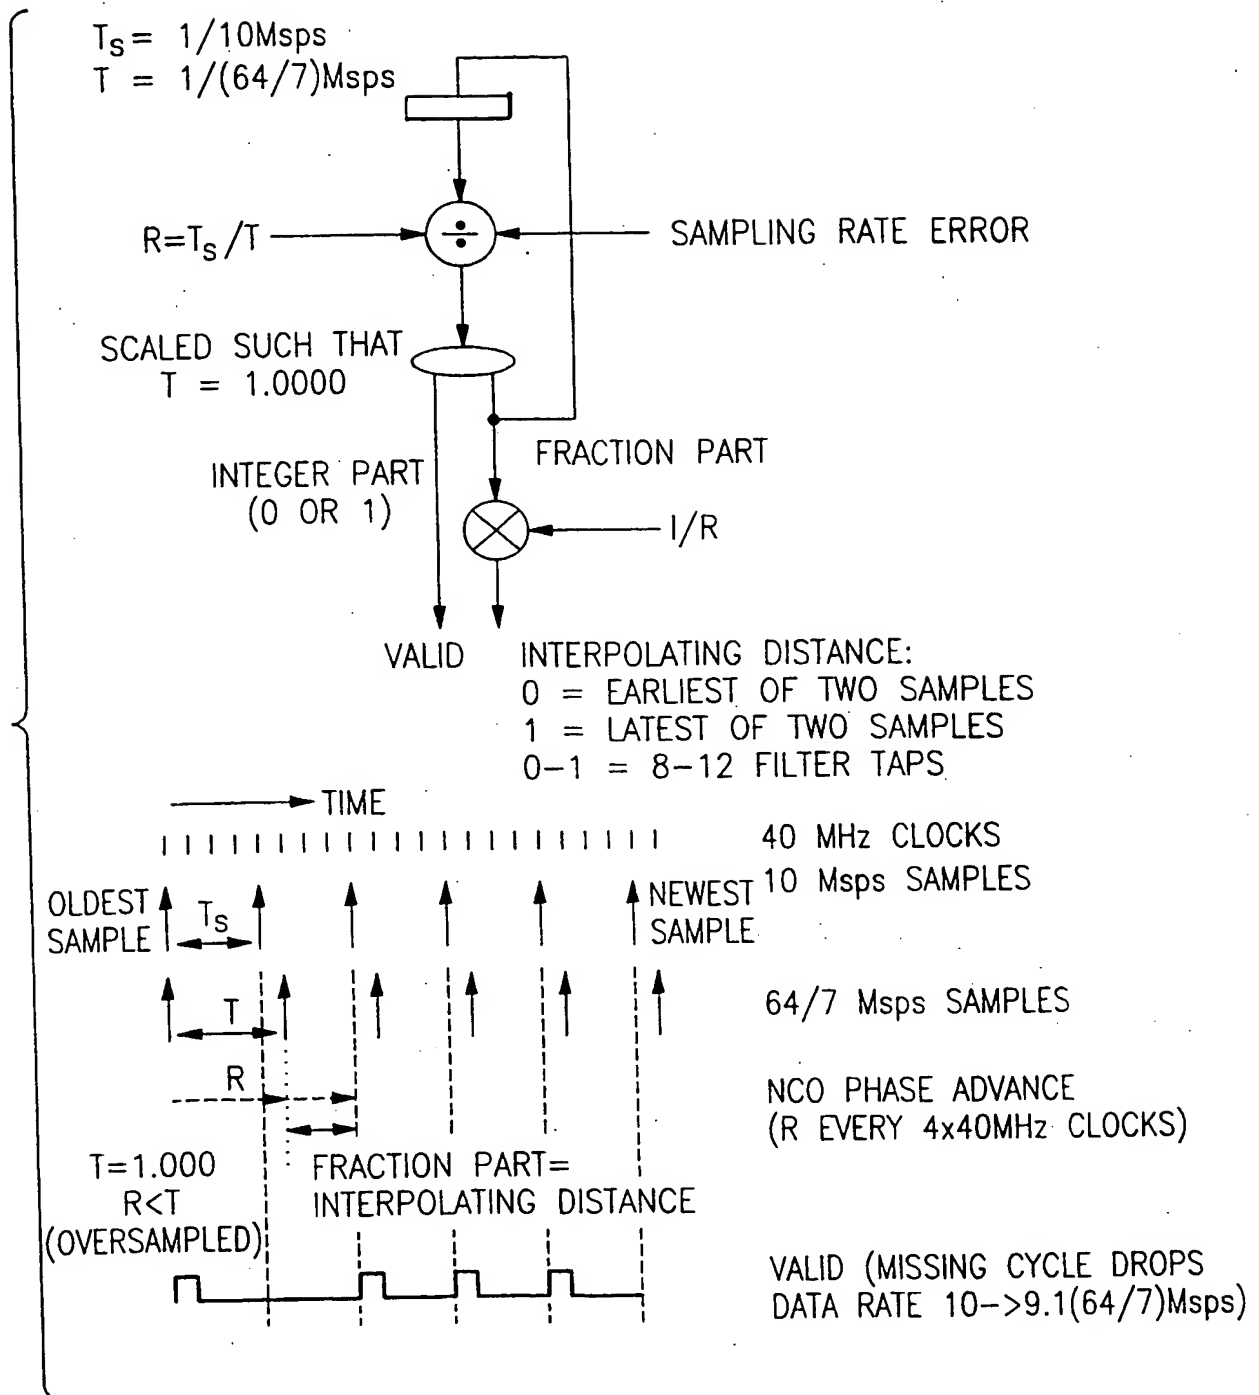 TS = 1/10Msps
T = 1/(64/7)Msps
÷
R=TS/T
SAMPLING RATE ERROR
SCALED SUCH THAT
T = 1.0000
INTEGER PART
(0 OR 1)
FRACTION PART
I/R
VALID
INTERPOLATING DISTANCE:
0 = EARLIEST OF TWO SAMPLES
1 = LATEST OF TWO SAMPLES
0-1 = 8-12 FILTER TAPS
TIME
40 MHz CLOCKS
10 Msps SAMPLES
OLDEST
SAMPLE
TS
NEWEST
SAMPLE
T
64/7 Msps SAMPLES
R
NCO PHASE ADVANCE
(R EVERY 4x40MHz CLOCKS)
T=1.000
R<T
(OVERSAMPLED)
FRACTION PART=
INTERPOLATING DISTANCE
VALID (MISSING CYCLE DROPS
DATA RATE 10->9.1(64/7)Msps)